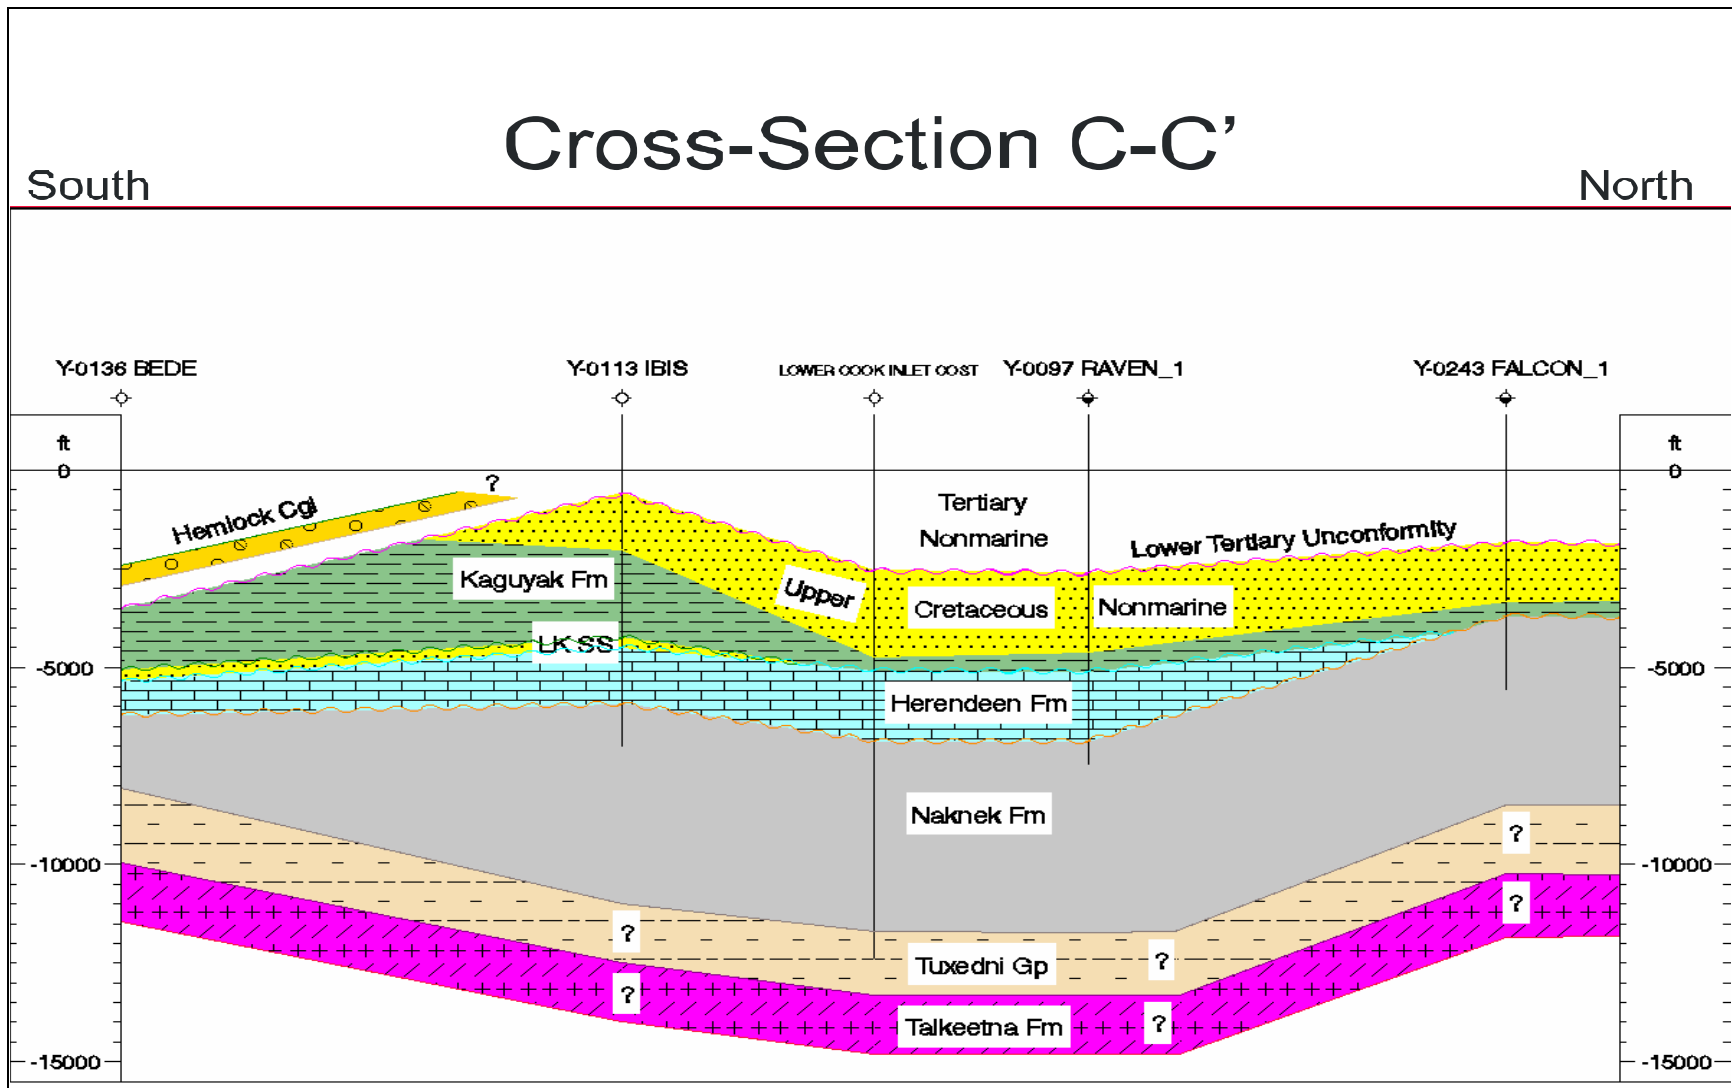 Cross-Section C-C’
South
North
Y-0136 BEDE
Y-0113 IBIS
LOWER COOK INLET COST
Y-0097 RAVEN_1
Y-0243 FALCON_1
ft
ft
0
0
?
Hemlock Cgl
Tertiary
Nonmarine
Lower Tertiary Unconformity
Kaguyak Fm
Upper
Cretaceous
Nonmarine
LK SS
-5000
-5000
Herendeen Fm
Naknek Fm
?
-10000
-10000
?
?
?
Tuxedni Gp
?
Talkeetna Fm
?
-15000
-15000